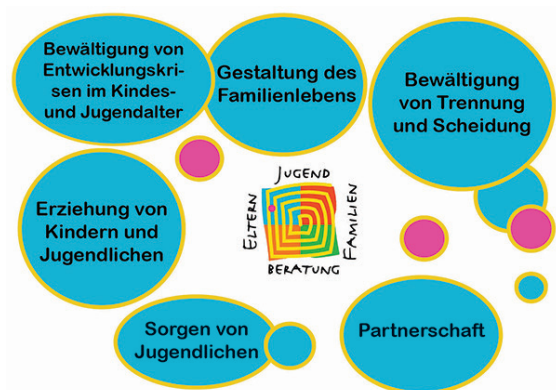 Bewältigung von
Entwicklungskri-
sen im Kindes-
und Jugendalter
Gestaltung des
Familienlebens
Bewältigung
von Trennung
und Scheidung
Erziehung von
Kindern und
Jugendlichen
JUGEND
ELTERN
FAMILIEN
BERATUNG
Sorgen von
Jugendlichen
Partnerschaft